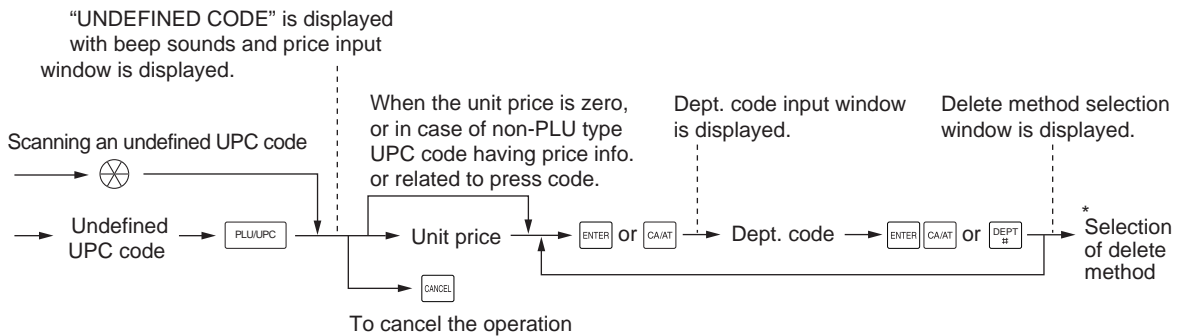 “UNDEFINED CODE” is displayed
with beep sounds and price input
window is displayed.
When the unit price is zero,
or in case of non-PLU type
UPC code having price info.
or related to press code.
Dept. code input window
is displayed.
Delete method selection
window is displayed.
Scanning an undefined UPC code
Undefined
UPC code
PLU/UPC
Unit price
ENTER or CA/AT
Dept. code
ENTER CA/AT or DEPT #
*
Selection
of delete
method
CANCEL
To cancel the operation